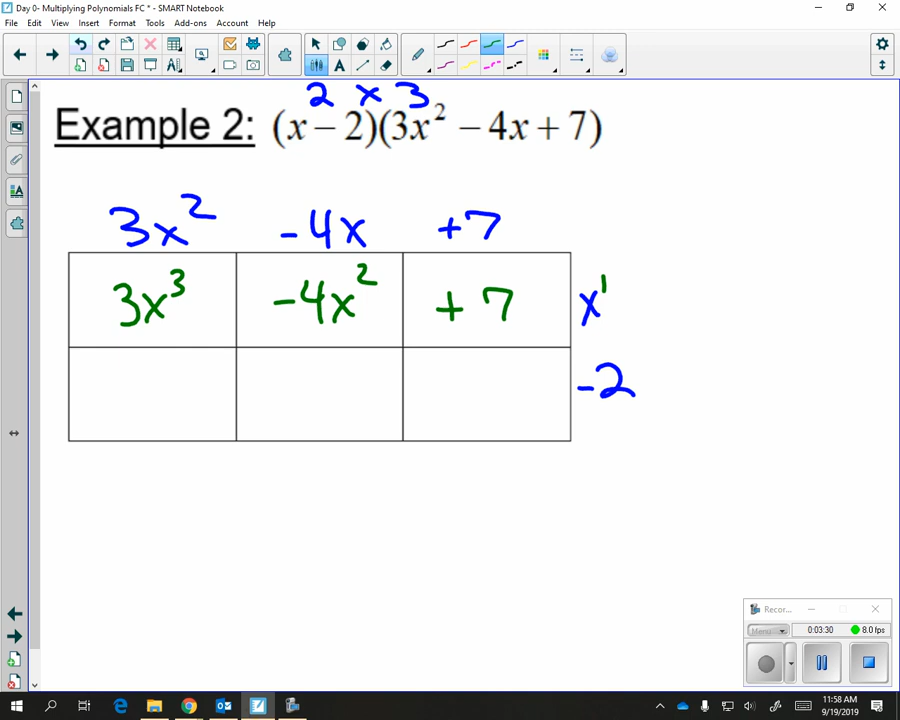 Day 0- Multiplying Polynomials FC * - SMART Notebook
File Edit View Insert Format Tools Add-ons Account Help
2 x 3
Example 2: (x − 2)(3x² − 4x + 7)
3x² -4x +7
3x³ -4x² + 7 x¹
-2
Recor...
Menu 0:03:30 8.0 fps
11:58 AM
9/19/2019